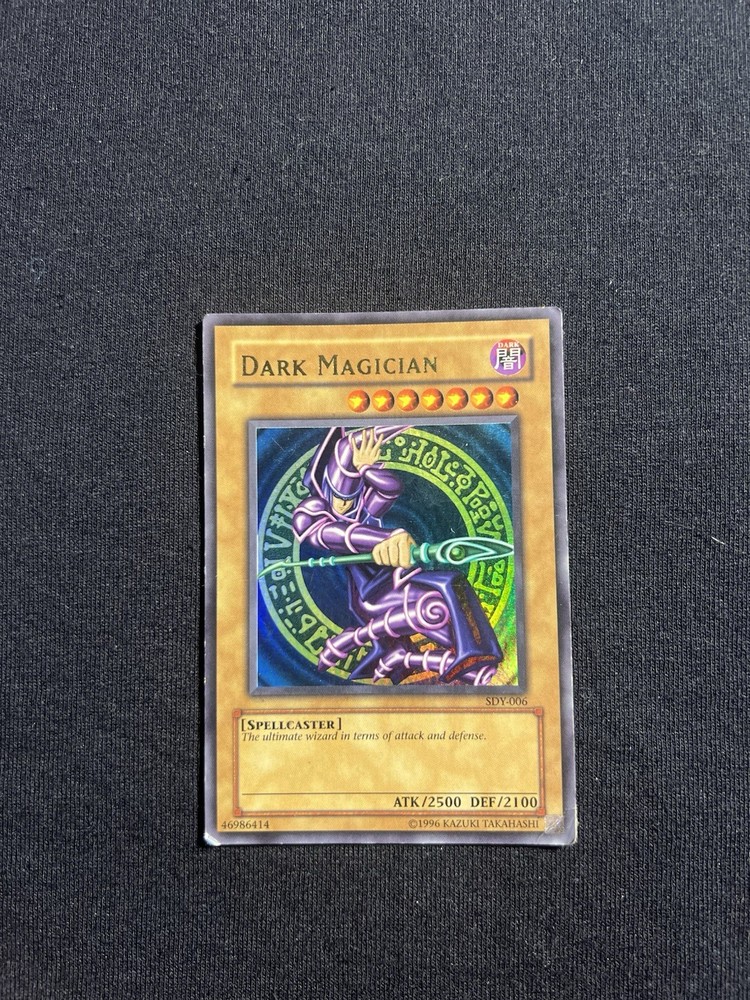 DARK MAGICIAN
DARK
闇
SDY-006
[SPELLCASTER]
The ultimate wizard in terms of attack and defense.
ATK/2500 DEF/2100
46986414
©1996 KAZUKI TAKAHASHI